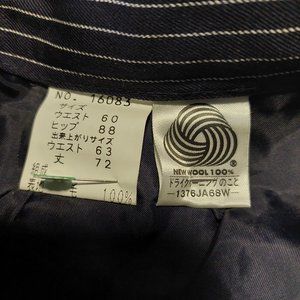 NO. 16083
サイズ
ウエスト 60
ヒップ 88
出来上がりサイズ
ウエスト 63
丈 72
100%
NEW WOOL 100%
ドライクリーニングのこと
1376JA68W